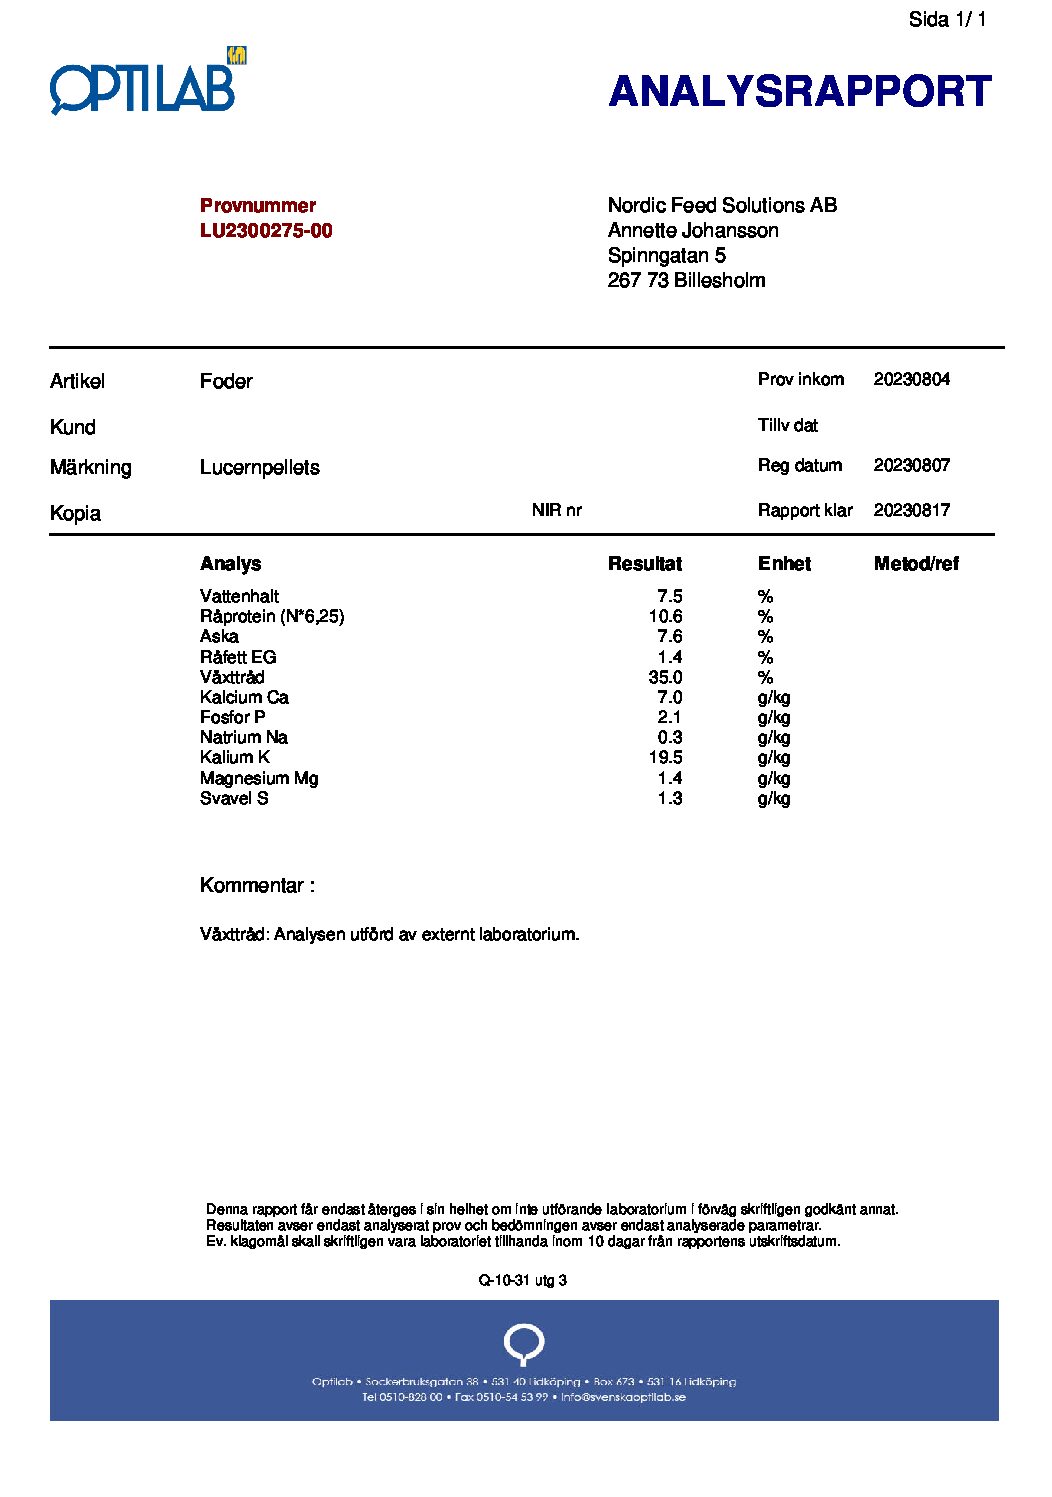 Sida 1/ 1
OPTILAB
ANALYSRAPPORT
Provnummer
LU2300275-00
Nordic Feed Solutions AB
Annette Johansson
Spinngatan 5
267 73 Billesholm
Artikel Foder Prov inkom 20230804
Kund Tillv dat
Märkning Lucernpellets Reg datum 20230807
Kopia NIR nr Rapport klar 20230817
Analys Resultat Enhet Metod/ref
Vattenhalt 7.5 %
Råprotein (N*6,25) 10.6 %
Aska 7.6 %
Råfett EG 1.4 %
Växttråd 35.0 %
Kalcium Ca 7.0 g/kg
Fosfor P 2.1 g/kg
Natrium Na 0.3 g/kg
Kalium K 19.5 g/kg
Magnesium Mg 1.4 g/kg
Svavel S 1.3 g/kg
Kommentar :
Växttråd: Analysen utförd av externt laboratorium.
Denna rapport får endast återges i sin helhet om inte utförande laboratorium i förväg skriftligen godkänt annat.
Resultaten avser endast analyserat prov och bedömningen avser endast analyserade parametrar.
Ev. klagomål skall skriftligen vara laboratoriet tillhanda inom 10 dagar från rapportens utskriftsdatum.
Q-10-31 utg 3
Optilab • Sockerbruksgatan 38 • 531 40 Lidköping • Box 673 • 531 16 Lidköping
Tel 0510-828 00 • Fax 0510-54 53 99 • info@svenskaoptilab.se